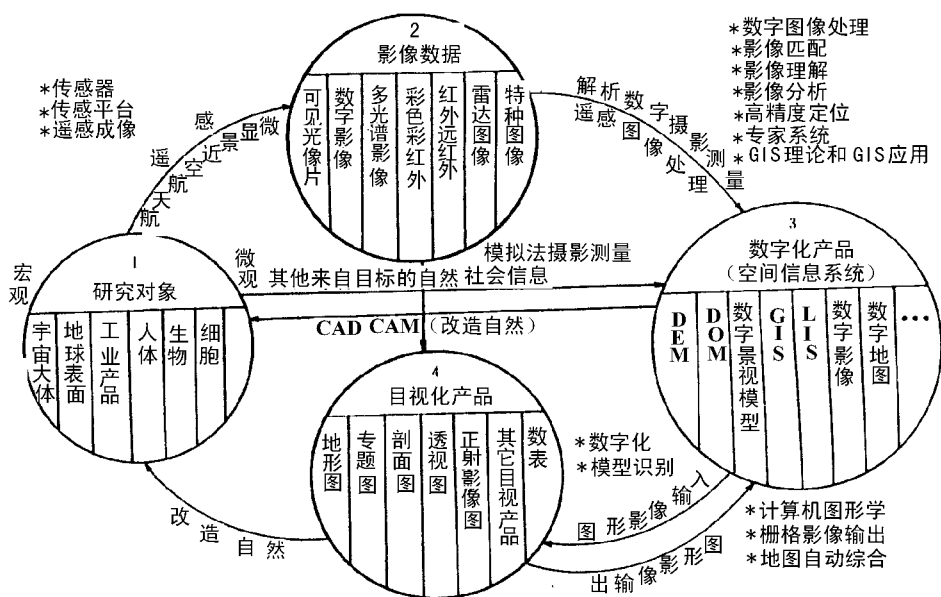 2
影像数据
可见光像片
数字影像
多光谱影像
彩色彩红外
红外远红外
雷达图像
特种图像
*传感器
*传感平台
*遥感成像
遥感
航天航空近景显微
解析数字摄影测量
遥感图像处理
*数字图像处理
*影像匹配
*影像理解
*影像分析
*高精度定位
*专家系统
*GIS理论和GIS应用
宏观
1
研究对象
微观
宇宙大体
地球表面
工业产品
人体
生物
细胞
模拟法摄影测量
其他来自目标的自然社会信息
CAD CAM(改造自然)
3
数字化产品
(空间信息系统)
DEM
DOM
数字景视模型
GIS
LIS
数字影像
数字地图
...
4
目视化产品
地形图
专题图
剖面图
透视图
正射影像图
其它目视产品
数表
*数字化
*模型识别
图形影像输入
出输像影形图
改造自然
*计算机图形学
*栅格影像输出
*地图自动综合